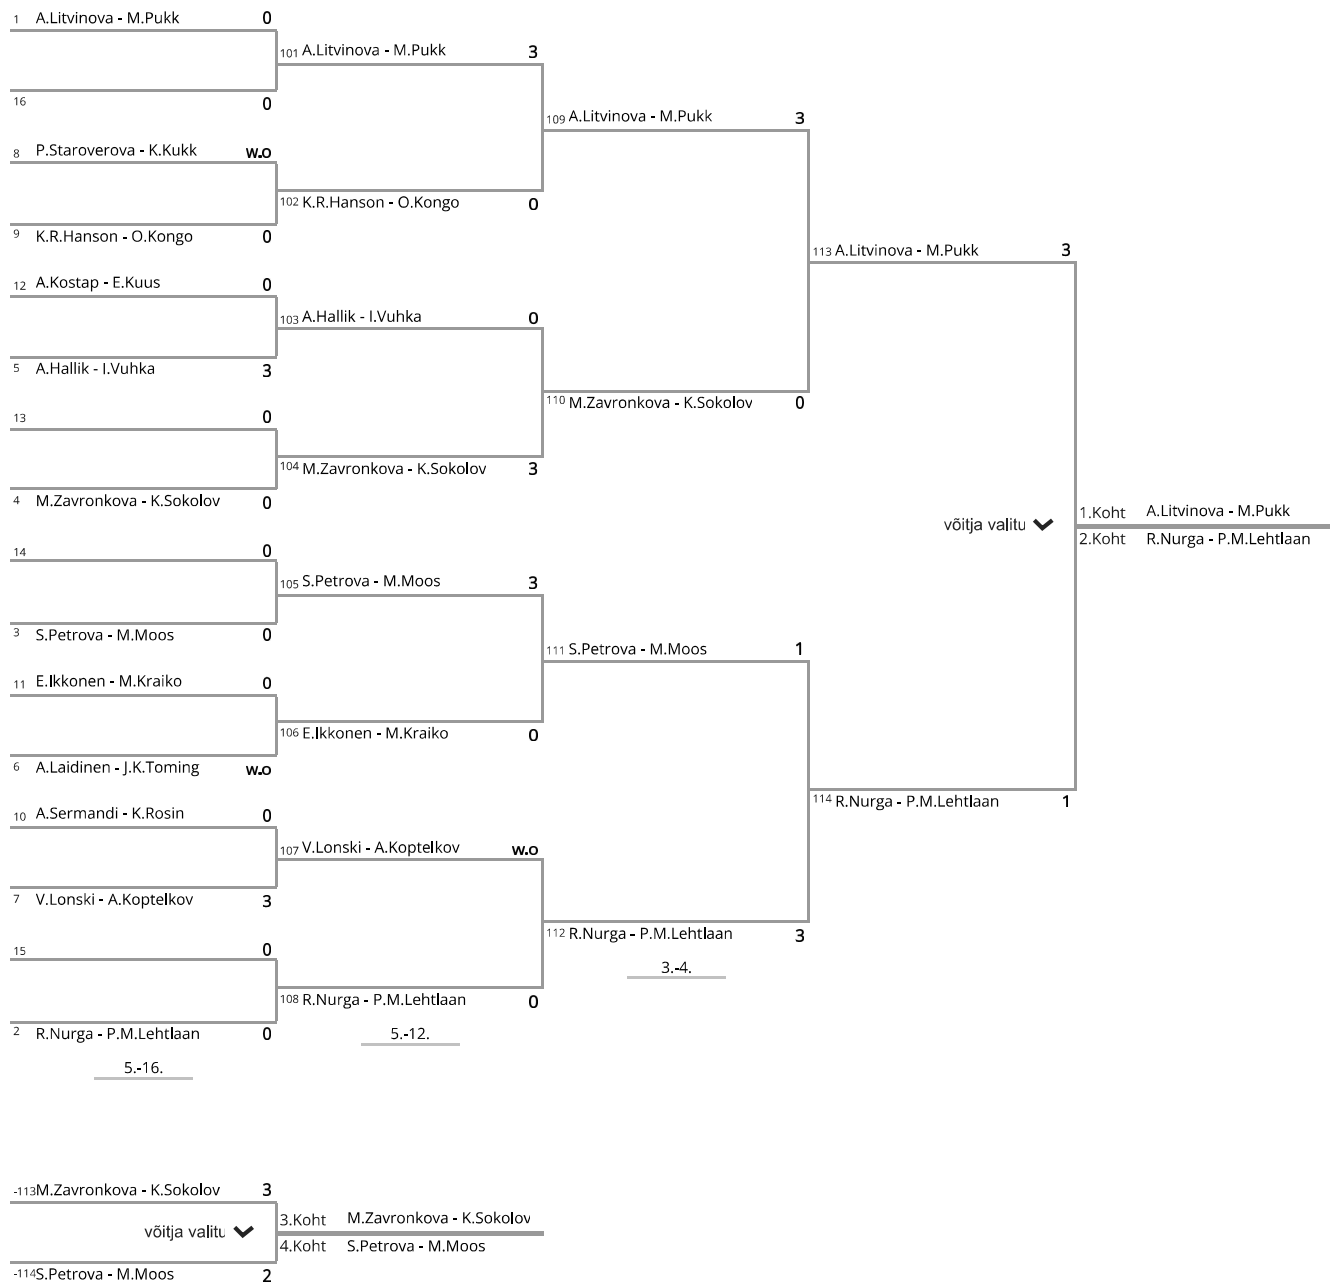 1 A.Litvinova - M.Pukk 0
101 A.Litvinova - M.Pukk 3
16 0
109 A.Litvinova - M.Pukk 3
8 P.Staroverova - K.Kukk w.o
102 K.R.Hanson - O.Kongo 0
9 K.R.Hanson - O.Kongo 0
113 A.Litvinova - M.Pukk 3
12 A.Kostap - E.Kuus 0
103 A.Hallik - I.Vuhka 0
5 A.Hallik - I.Vuhka 3
110 M.Zavronkova - K.Sokolov 0
13 0
104 M.Zavronkova - K.Sokolov 3
4 M.Zavronkova - K.Sokolov 0
1.Koht A.Litvinova - M.Pukk
võitja valitu
2.Koht R.Nurga - P.M.Lehtlaan
14 0
105 S.Petrova - M.Moos 3
3 S.Petrova - M.Moos 0
111 S.Petrova - M.Moos 1
11 E.Ikkonen - M.Kraiko 0
106 E.Ikkonen - M.Kraiko 0
6 A.Laidinen - J.K.Toming w.o
114 R.Nurga - P.M.Lehtlaan 1
10 A.Sermandi - K.Rosin 0
107 V.Lonski - A.Koptelkov w.o
7 V.Lonski - A.Koptelkov 3
112 R.Nurga - P.M.Lehtlaan 3
15 0
3.-4.
108 R.Nurga - P.M.Lehtlaan 0
2 R.Nurga - P.M.Lehtlaan 0
5.-12.
5.-16.
-113 M.Zavronkova - K.Sokolov 3
3.Koht M.Zavronkova - K.Sokolov
võitja valitu
4.Koht S.Petrova - M.Moos
-114 S.Petrova - M.Moos 2